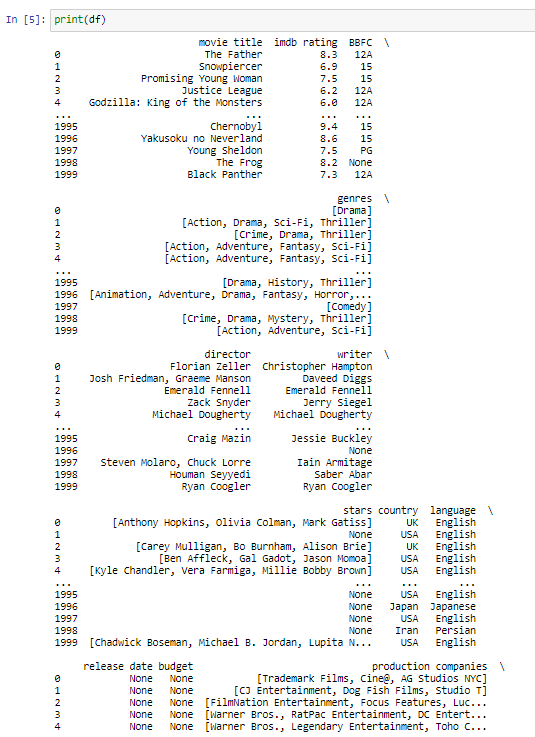 In [5]: print(df)
movie title imdb rating BBFC \
0 The Father 8.3 12A
1 Snowpiercer 6.9 15
2 Promising Young Woman 7.5 15
3 Justice League 6.2 12A
4 Godzilla: King of the Monsters 6.0 12A
... ... ... ...
1995 Chernobyl 9.4 15
1996 Yakusoku no Neverland 8.6 15
1997 Young Sheldon 7.5 PG
1998 The Frog 8.2 None
1999 Black Panther 7.3 12A
genres \
0 [Drama]
1 [Action, Drama, Sci-Fi, Thriller]
2 [Crime, Drama, Thriller]
3 [Action, Adventure, Fantasy, Sci-Fi]
4 [Action, Adventure, Fantasy, Sci-Fi]
... ...
1995 [Drama, History, Thriller]
1996 [Animation, Adventure, Drama, Fantasy, Horror,...
1997 [Comedy]
1998 [Crime, Drama, Mystery, Thriller]
1999 [Action, Adventure, Sci-Fi]
director writer \
0 Florian Zeller Christopher Hampton
1 Josh Friedman, Graeme Manson Daveed Diggs
2 Emerald Fennell Emerald Fennell
3 Zack Snyder Jerry Siegel
4 Michael Dougherty Michael Dougherty
... ... ...
1995 Craig Mazin Jessie Buckley
1996 None
1997 Steven Molaro, Chuck Lorre Iain Armitage
1998 Houman Seyyedi Saber Abar
1999 Ryan Coogler Ryan Coogler
stars country language \
0 [Anthony Hopkins, Olivia Colman, Mark Gatiss] UK English
1 None USA English
2 [Carey Mulligan, Bo Burnham, Alison Brie] UK English
3 [Ben Affleck, Gal Gadot, Jason Momoa] USA English
4 [Kyle Chandler, Vera Farmiga, Millie Bobby Brown] USA English
... ... ... ...
1995 None USA English
1996 None Japan Japanese
1997 None USA English
1998 None Iran Persian
1999 [Chadwick Boseman, Michael B. Jordan, Lupita N... USA English
release date budget production companies \
0 None None [Trademark Films, Cine@, AG Studios NYC]
1 None None [CJ Entertainment, Dog Fish Films, Studio T]
2 None None [FilmNation Entertainment, Focus Features, Luc...
3 None None [Warner Bros., RatPac Entertainment, DC Entert...
4 None None [Warner Bros., Legendary Entertainment, Toho C...